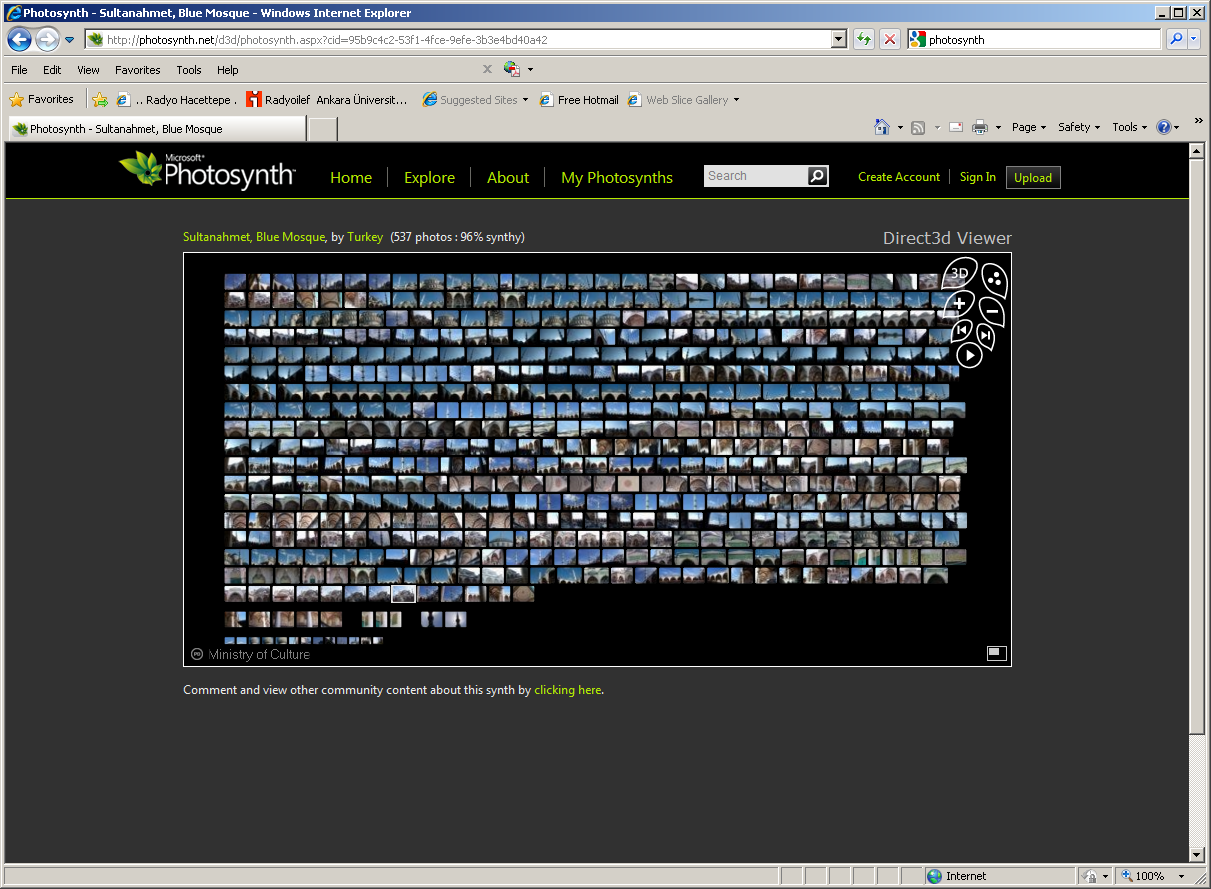 Photosynth - Sultanahmet, Blue Mosque - Windows Internet Explorer
http://photosynth.net/d3d/photosynth.aspx?cid=95b9c4c2-53f1-4fce-9efe-3b3e4bd40a42
photosynth
File Edit View Favorites Tools Help
Favorites .. Radyo Hacettepe . Radyoilef Ankara Üniversit... Suggested Sites Free Hotmail Web Slice Gallery
Photosynth - Sultanahmet, Blue Mosque
Page Safety Tools
Microsoft®
Photosynth™
Home Explore About My Photosynths Search Create Account Sign In Upload
Sultanahmet, Blue Mosque, by Turkey (537 photos : 96% synthy)
Direct3d Viewer
3D
Ministry of Culture
Comment and view other community content about this synth by clicking here.
Internet 100%